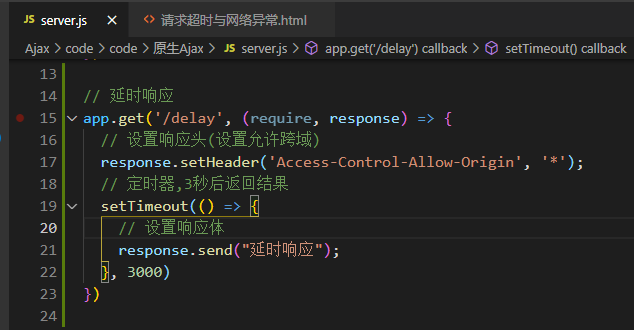 JS server.js × <> 请求超时与网络异常.html
Ajax > code > code > 原生Ajax > JS server.js > app.get('/delay') callback > setTimeout() callback
13
14 // 延时响应
15 app.get('/delay', (require, response) => {
16 // 设置响应头(设置允许跨域)
17 response.setHeader('Access-Control-Allow-Origin', '*');
18 // 定时器,3秒后返回结果
19 setTimeout(() => {
20 // 设置响应体
21 response.send("延时响应");
22 }, 3000)
23 })
24